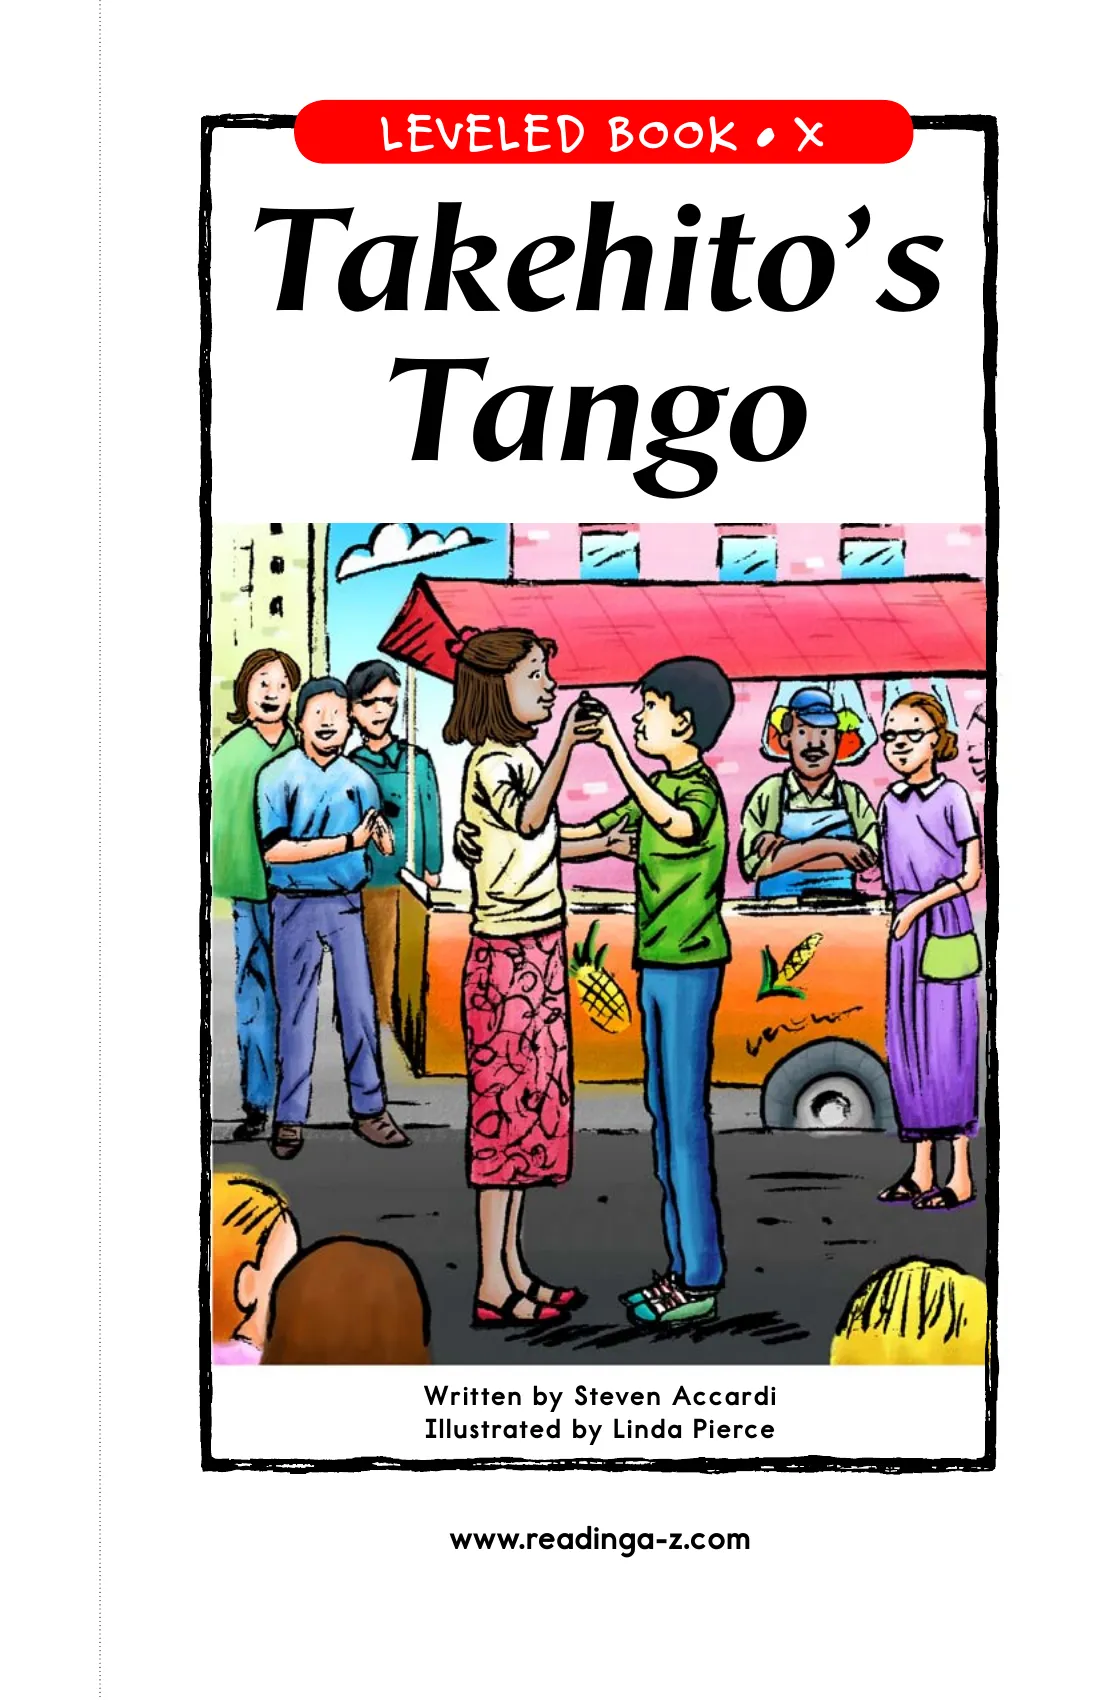 LEVELED BOOK • X
Takehito’s
Tango
Written by Steven Accardi
Illustrated by Linda Pierce
www.readinga-z.com